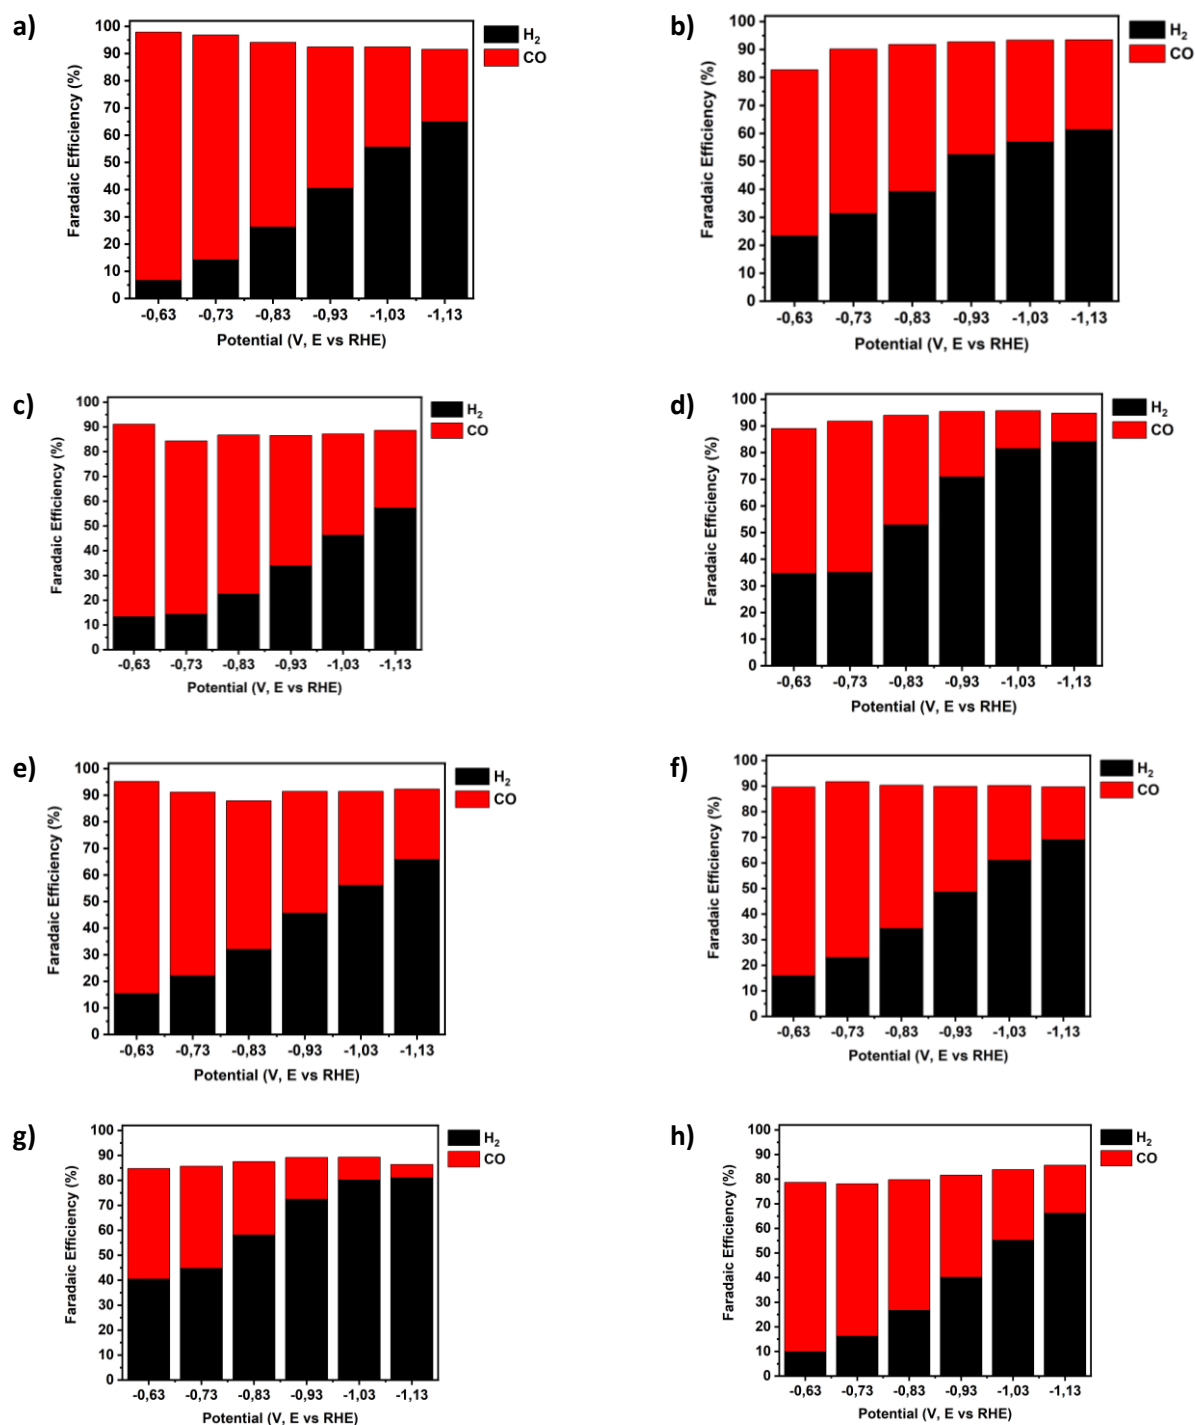 a)
100
90
80
70
60
50
40
30
20
10
0
Faradaic Efficiency (%)
-0,63 -0,73 -0,83 -0,93 -1,03 -1,13
Potential (V, E vs RHE)
H2
CO
b)
100
90
80
70
60
50
40
30
20
10
0
Faradaic Efficiency (%)
-0,63 -0,73 -0,83 -0,93 -1,03 -1,13
Potential (V, E vs RHE)
H2
CO
c)
100
90
80
70
60
50
40
30
20
10
0
Faradaic Efficiency (%)
-0,63 -0,73 -0,83 -0,93 -1,03 -1,13
Potential (V, E vs RHE)
H2
CO
d)
100
90
80
70
60
50
40
30
20
10
0
Faradaic Efficiency (%)
-0,63 -0,73 -0,83 -0,93 -1,03 -1,13
Potential (V, E vs RHE)
H2
CO
e)
100
90
80
70
60
50
40
30
20
10
0
Faradaic Efficiency (%)
-0,63 -0,73 -0,83 -0,93 -1,03 -1,13
Potential (V, E vs RHE)
H2
CO
f)
100
90
80
70
60
50
40
30
20
10
0
Faradaic Efficiency (%)
-0,63 -0,73 -0,83 -0,93 -1,03 -1,13
Potential (V, E vs RHE)
H2
CO
g)
100
90
80
70
60
50
40
30
20
10
0
Faradaic Efficiency (%)
-0,63 -0,73 -0,83 -0,93 -1,03 -1,13
Potential (V, E vs RHE)
H2
CO
h)
100
90
80
70
60
50
40
30
20
10
0
Faradaic Efficiency (%)
-0,63 -0,73 -0,83 -0,93 -1,03 -1,13
Potential (V, E vs RHE)
H2
CO